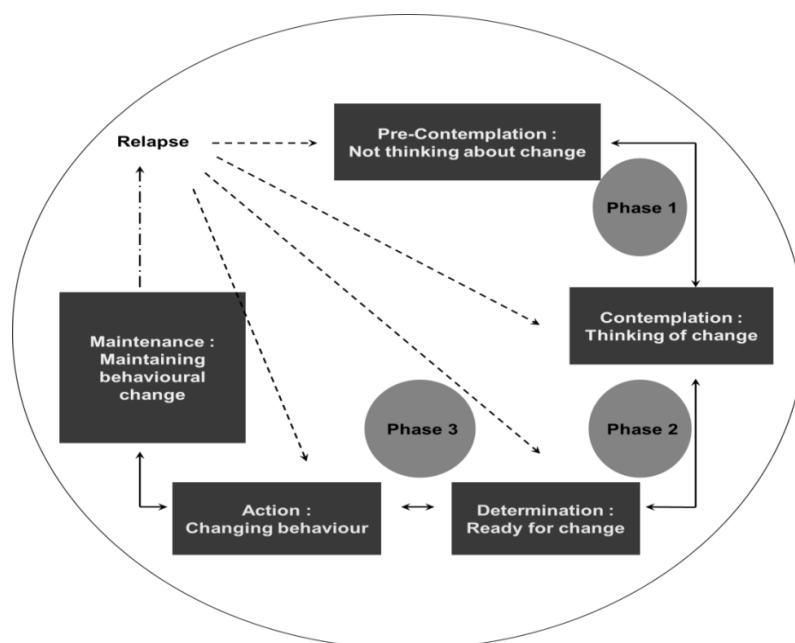 Relapse
Pre-Contemplation :
Not thinking about change
Phase 1
Contemplation :
Thinking of change
Maintenance :
Maintaining
behavioural
change
Phase 3
Phase 2
Action :
Changing behaviour
Determination :
Ready for change